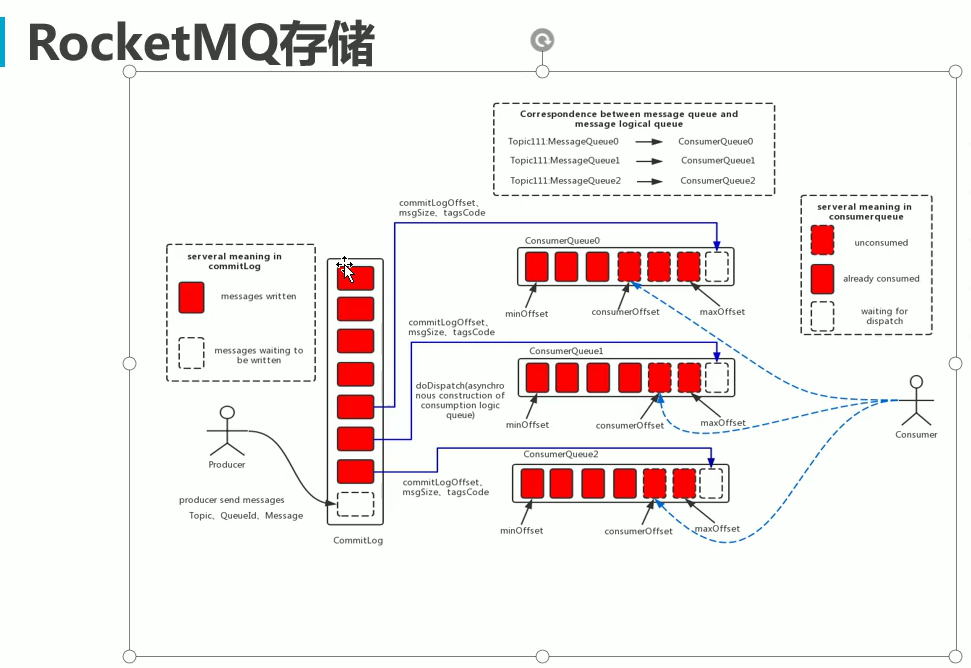 RocketMQ存储
Correspondence between message queue and
message logical queue
Topic111:MessageQueue0
ConsumerQueue0
Topic111:MessageQueue1
ConsumerQueue1
Topic111:MessageQueue2
ConsumerQueue2
serveral meaning in
commitLog
messages written
messages waiting to
be written
Producer
producer send messages
Topic、QueueId、Message
CommitLog
commitLogOffset、
msgSize、tagsCode
commitLogOffset、
msgSize、tagsCode
doDispatch(asynchro
nous construction of
consumption logic
queue)
commitLogOffset、
msgSize、tagsCode
ConsumerQueue0
minOffset
consumerOffset
maxOffset
ConsumerQueue1
minOffset
consumerOffset
maxOffset
ConsumerQueue2
minOffset
consumerOffset
maxOffset
serveral meaning in
consumerqueue
unconsumed
already consumed
waiting for
dispatch
Consumer